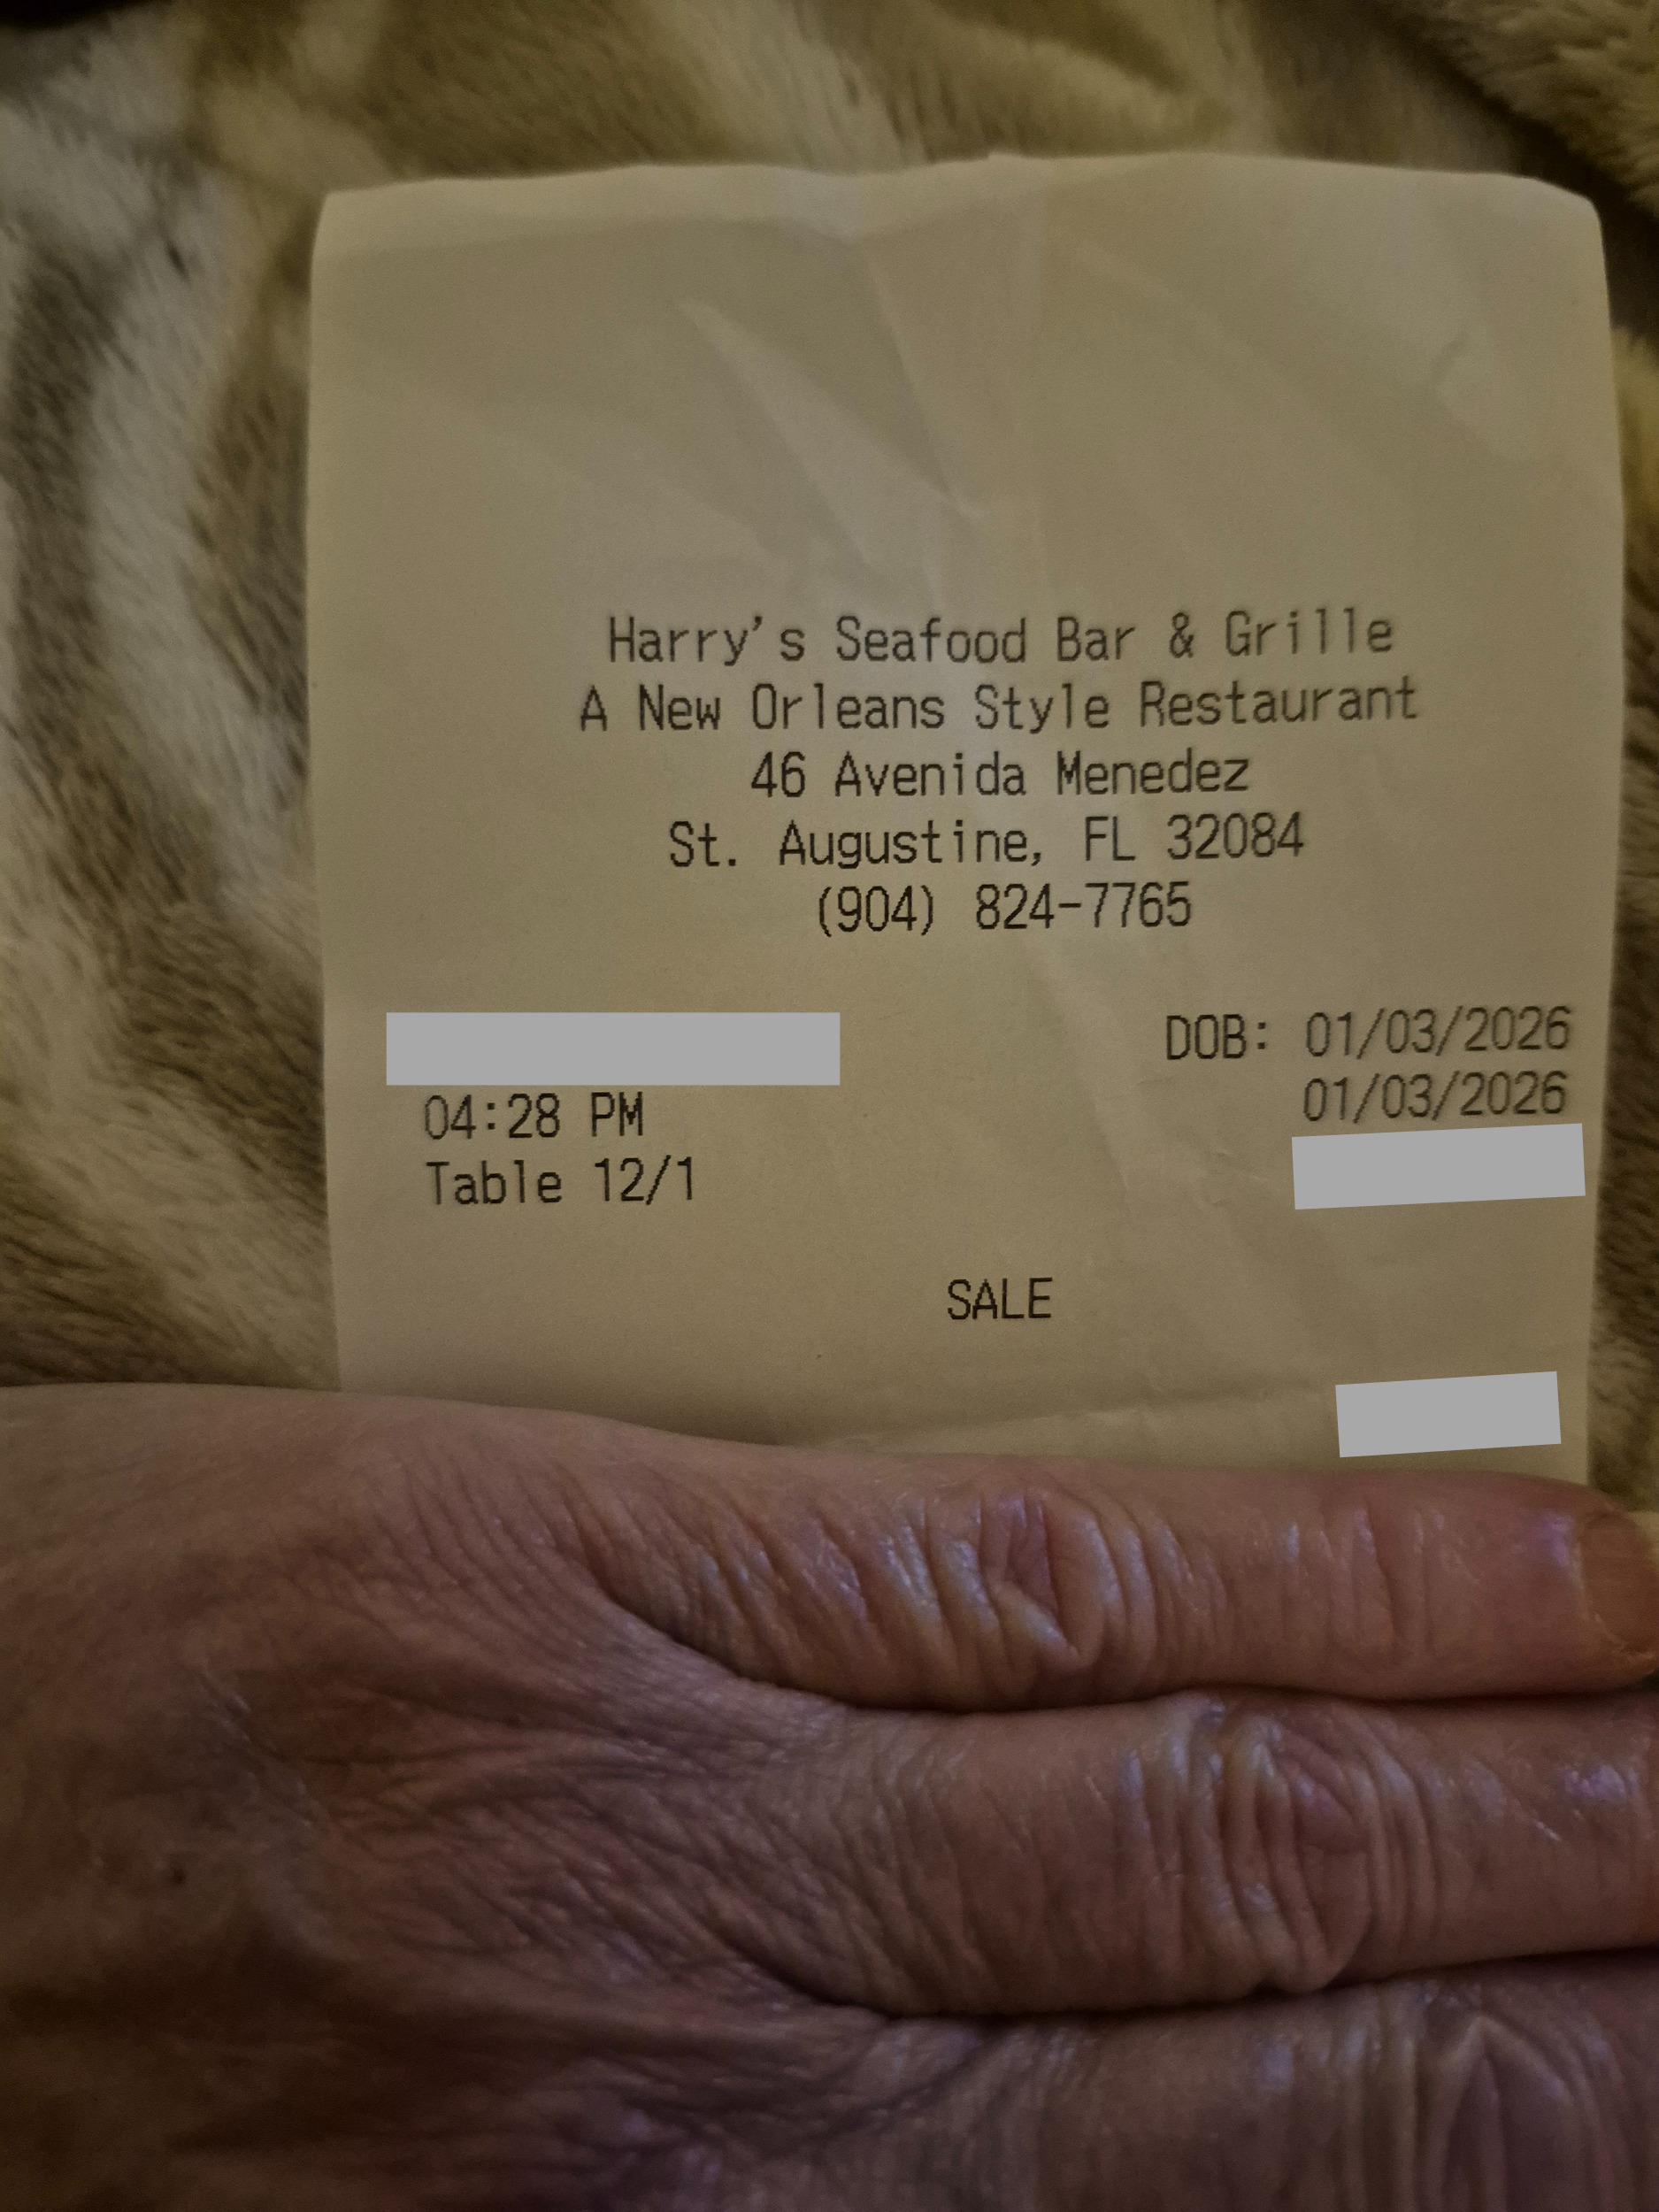 Harry's Seafood Bar & Grille
A New Orleans Style Restaurant
46 Avenida Menedez
St. Augustine, FL 32084
(904) 824-7765
DOB: 01/03/2026
04:28 PM 01/03/2026
Table 12/1
SALE